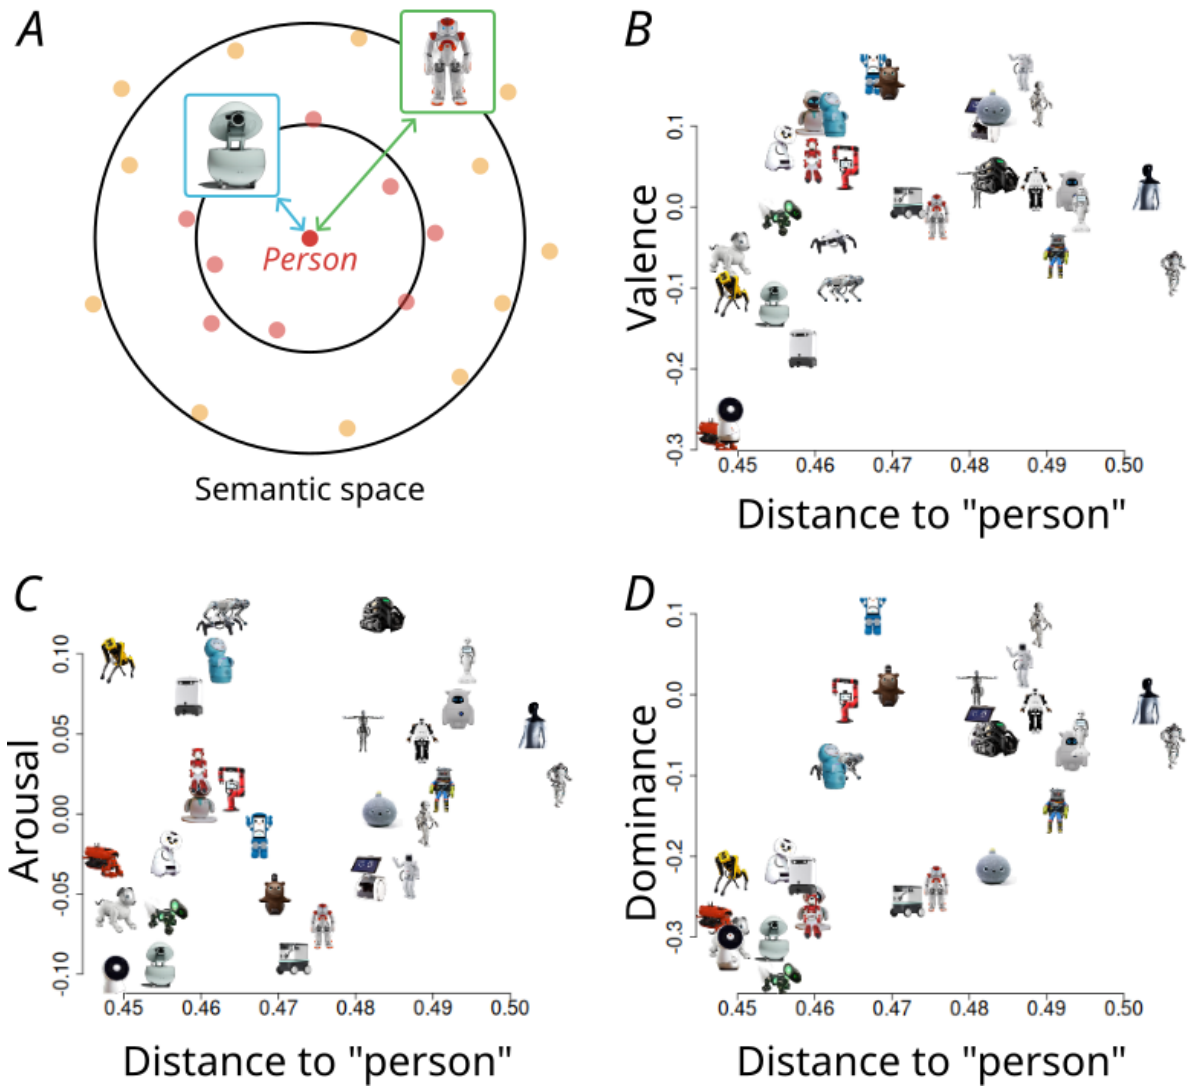 A
Person
Semantic space
B
Valence
0.1
0.0
-0.1
-0.2
-0.3
0.45 0.46 0.47 0.48 0.49 0.50
Distance to "person"
C
Arousal
0.10
0.05
0.00
-0.05
-0.10
0.45 0.46 0.47 0.48 0.49 0.50
Distance to "person"
D
Dominance
0.1
0.0
-0.1
-0.2
-0.3
0.45 0.46 0.47 0.48 0.49 0.50
Distance to "person"